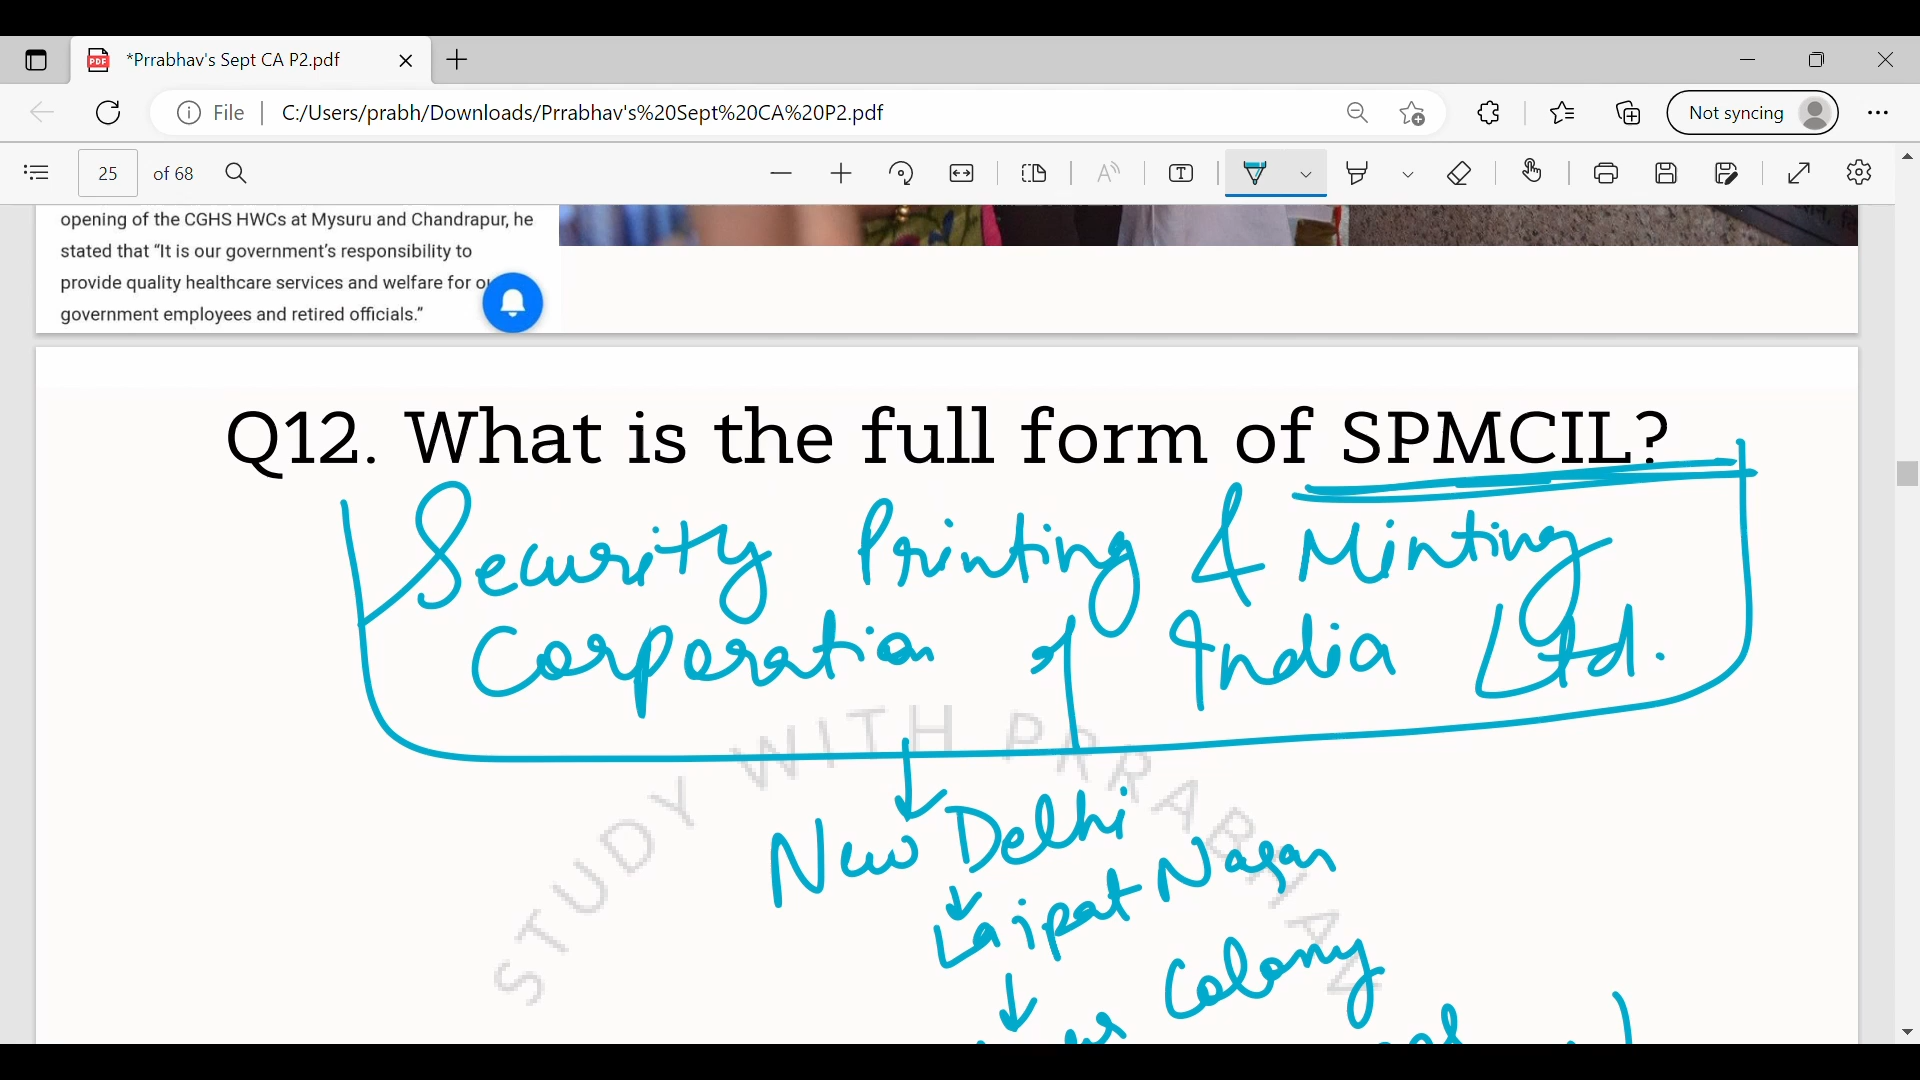 *Prrabhav's Sept CA P2.pdf
File
C:/Users/prabh/Downloads/Prrabhav's%20Sept%20CA%20P2.pdf
Not syncing
25 of 68
opening of the CGHS HWCs at Mysuru and Chandrapur, he
stated that “It is our government’s responsibility to
provide quality healthcare services and welfare for
government employees and retired officials.”
Q12. What is the full form of SPMCIL?
Security Printing & Minting
Corporation of India Ltd.
STUDY WITH PRRABHAV
New Delhi
Lajpat Nagar
Colony